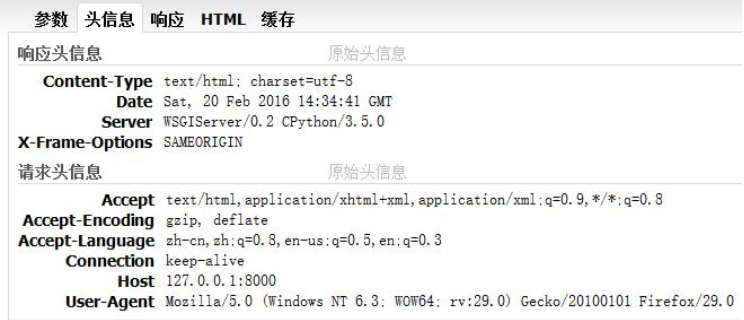 参数 头信息 响应 HTML 缓存
响应头信息 原始头信息
Content-Type text/html; charset=utf-8
Date Sat, 20 Feb 2016 14:34:41 GMT
Server WSGIServer/0.2 CPython/3.5.0
X-Frame-Options SAMEORIGIN
请求头信息 原始头信息
Accept text/html,application/xhtml+xml,application/xml;q=0.9,*/*;q=0.8
Accept-Encoding gzip, deflate
Accept-Language zh-cn,zh;q=0.8,en-us;q=0.5,en;q=0.3
Connection keep-alive
Host 127.0.0.1:8000
User-Agent Mozilla/5.0 (Windows NT 6.3; WOW64; rv:29.0) Gecko/20100101 Firefox/29.0